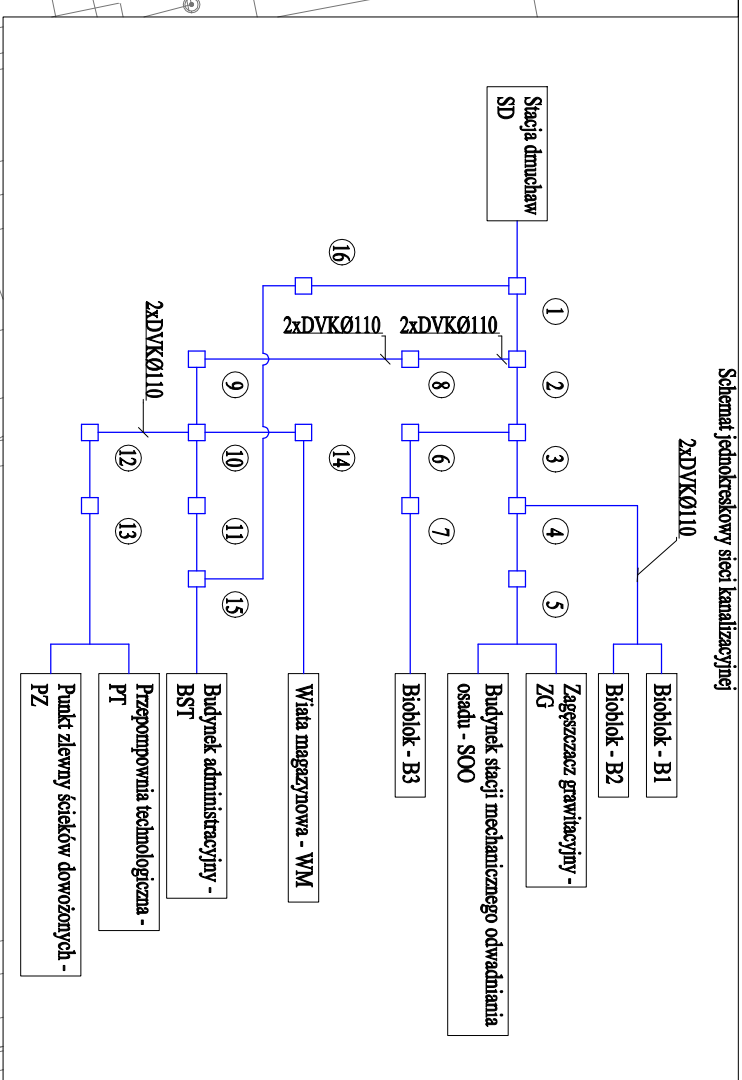 Schemat jednokreskowy sieci kanalizacyjnej
Stacja dmuchaw
SD
1
2
3
4
5
2xDVKØ110
Bioblok - B1
Bioblok - B2
Zagęszczacz grawitacyjny -
ZG
Budynek stacji mechanicznego odwadniania
osadu - SOO
16
2xDVKØ110
2xDVKØ110
8
6
7
Bioblok - B3
14
Wiata magazynowa - WM
9
10
11
15
Budynek administracyjny -
BST
2xDVKØ110
12
13
Przepompownia technologiczna -
PT
Punkt zlewny ścieków dowożonych -
PZ